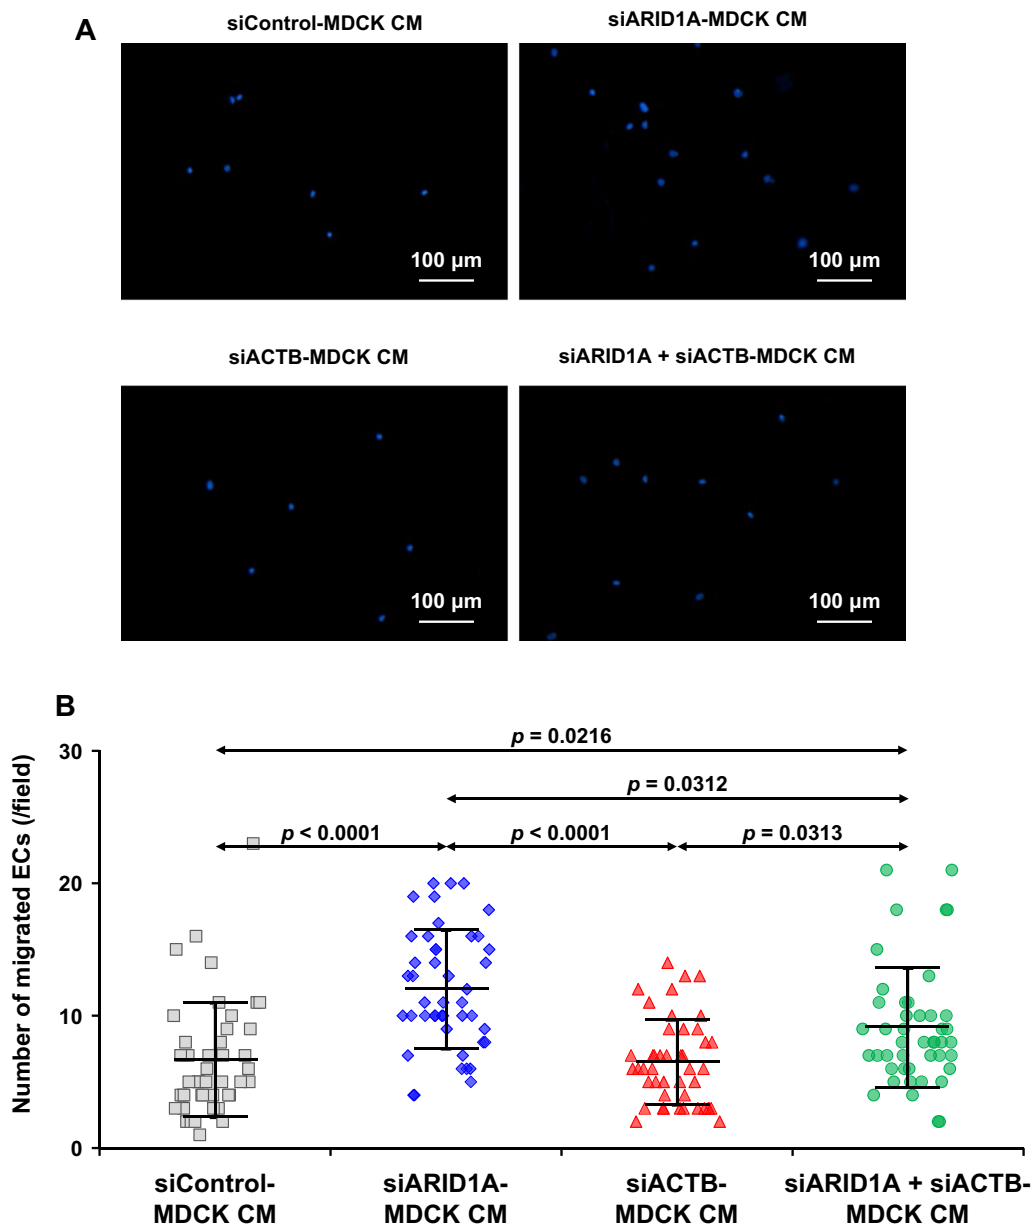 A
siControl-MDCK CM
siARID1A-MDCK CM
100 µm
100 µm
siACTB-MDCK CM
siARID1A + siACTB-MDCK CM
100 µm
100 µm
B
Number of migrated ECs (/field)
30
20
10
0
p = 0.0216
p = 0.0312
p < 0.0001
p < 0.0001
p = 0.0313
siControl-
MDCK CM
siARID1A-
MDCK CM
siACTB-
MDCK CM
siARID1A + siACTB-
MDCK CM